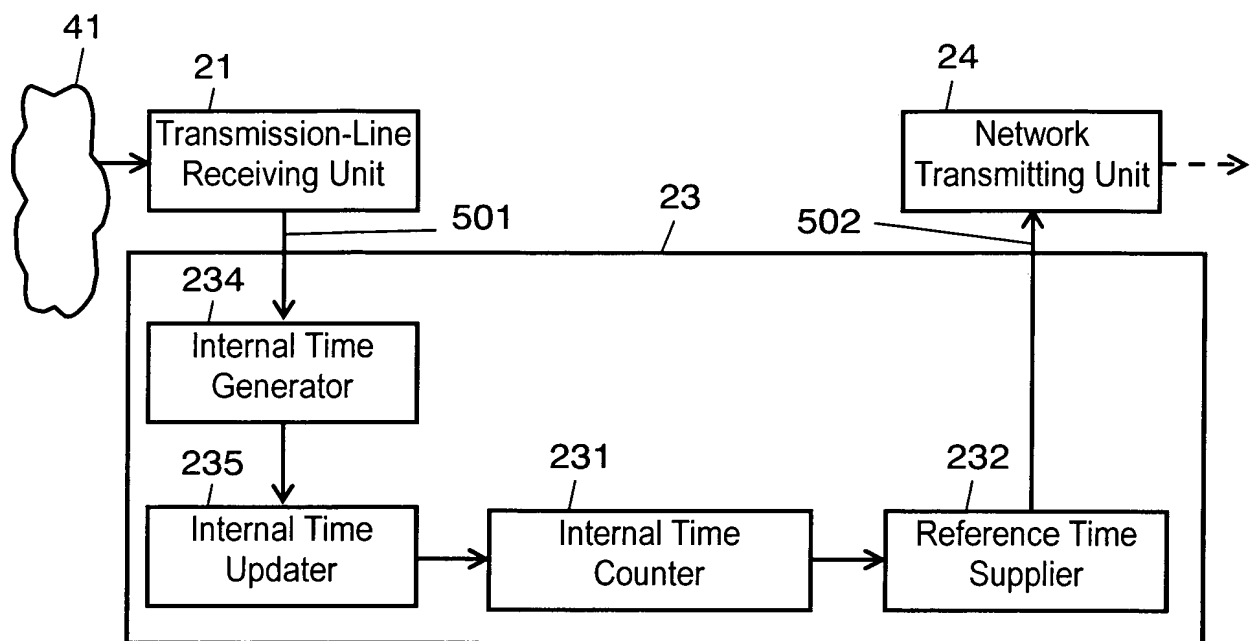 41
21
Transmission-Line
Receiving Unit
24
Network
Transmitting Unit
501
23
502
234
Internal Time
Generator
235
Internal Time
Updater
231
Internal Time
Counter
232
Reference Time
Supplier